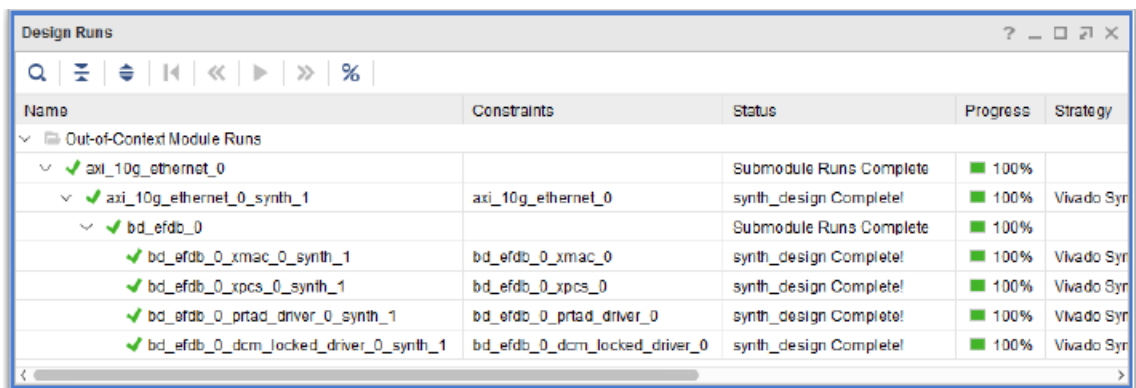 Design Runs
Name Constraints Status Progress Strategy
Out-of-Context Module Runs
axi_10g_ethernet_0 Submodule Runs Complete 100%
axi_10g_ethernet_0_synth_1 axi_10g_ethernet_0 synth_design Complete! 100% Vivado Syn
bd_efdb_0 Submodule Runs Complete 100%
bd_efdb_0_xmac_0_synth_1 bd_efdb_0_xmac_0 synth_design Complete! 100% Vivado Syn
bd_efdb_0_xpcs_0_synth_1 bd_efdb_0_xpcs_0 synth_design Complete! 100% Vivado Syn
bd_efdb_0_prtad_driver_0_synth_1 bd_efdb_0_prtad_driver_0 synth_design Complete! 100% Vivado Syn
bd_efdb_0_dcm_locked_driver_0_synth_1 bd_efdb_0_dcm_locked_driver_0 synth_design Complete! 100% Vivado Syn